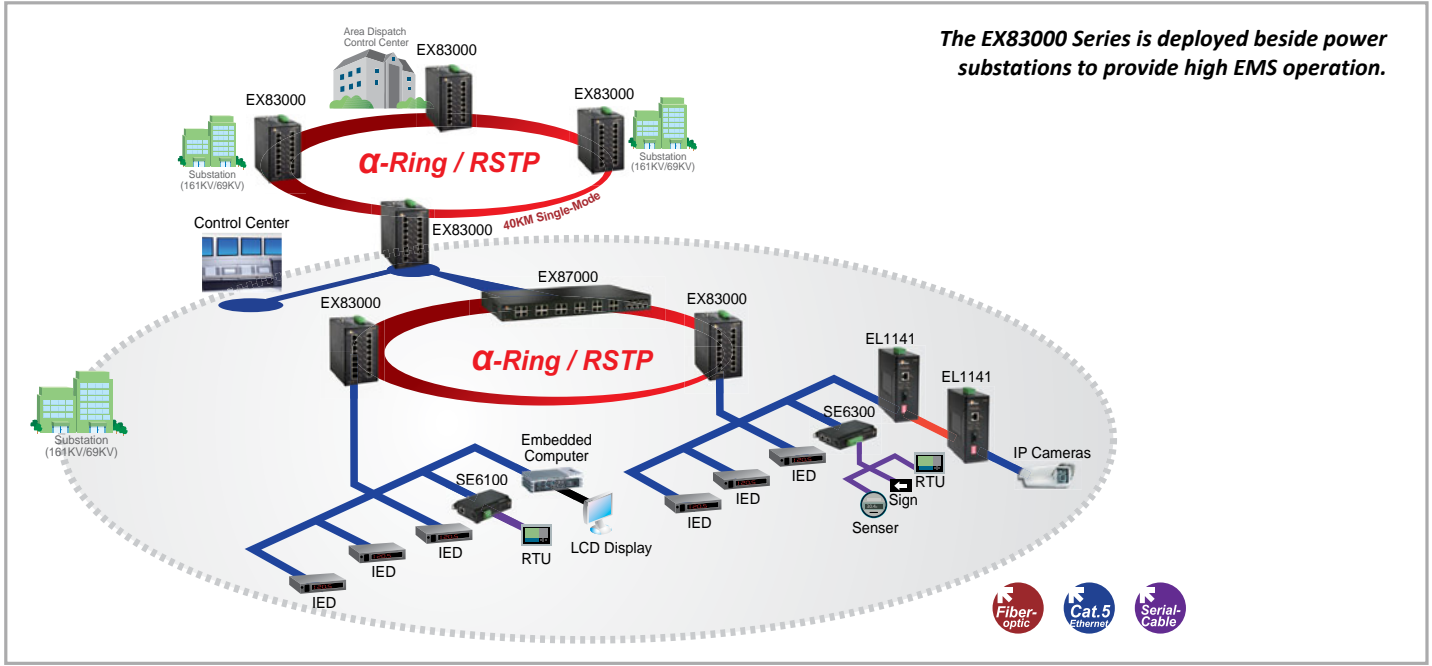 The EX83000 Series is deployed beside power
substations to provide high EMS operation.
Area Dispatch
Control Center
EX83000
EX83000
EX83000
α-Ring / RSTP
Substation
(161KV/69KV)
Substation
(161KV/69KV)
40KM Single-Mode
Control Center
EX83000
EX87000
EX83000
EX83000
α-Ring / RSTP
EL1141
EL1141
SE6300
Substation
(161KV/69KV)
Embedded
Computer
IP Cameras
IED
RTU
SE6100
IED
Sign
IED
Senser
LCD Display
IED
RTU
IED
IED
Fiber-
optic
Cat.5
Ethernet
Serial-
Cable